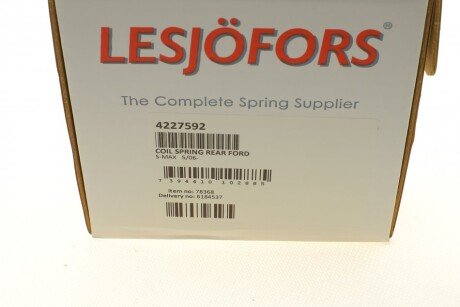 LESJÖFORS®
The Complete Spring Supplier
4227592
COIL SPRING REAR FORD
S-MAX 5/06-
7 394610 102885
Item no: 78368
Delivery no: 6184537